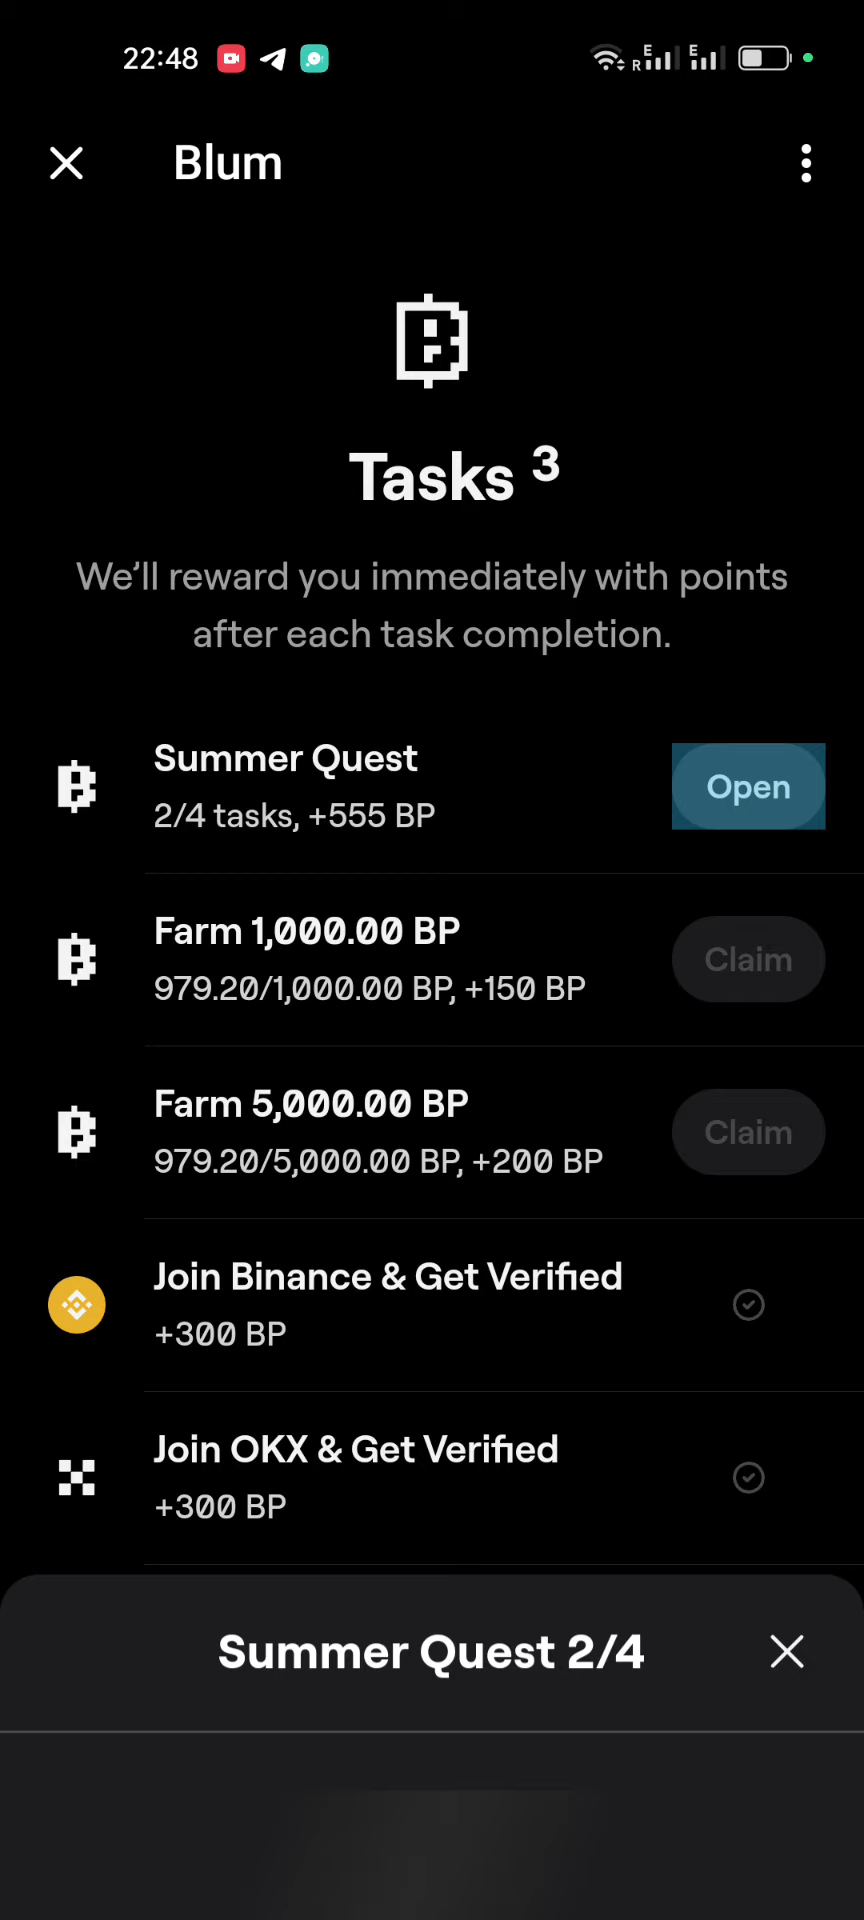 22:48
R E E
Blum
Tasks 3
We'll reward you immediately with points
after each task completion.
Summer Quest
2/4 tasks, +555 BP
Open
Farm 1,000.00 BP
979.20/1,000.00 BP, +150 BP
Claim
Farm 5,000.00 BP
979.20/5,000.00 BP, +200 BP
Claim
Join Binance & Get Verified
+300 BP
Join OKX & Get Verified
+300 BP
Summer Quest 2/4